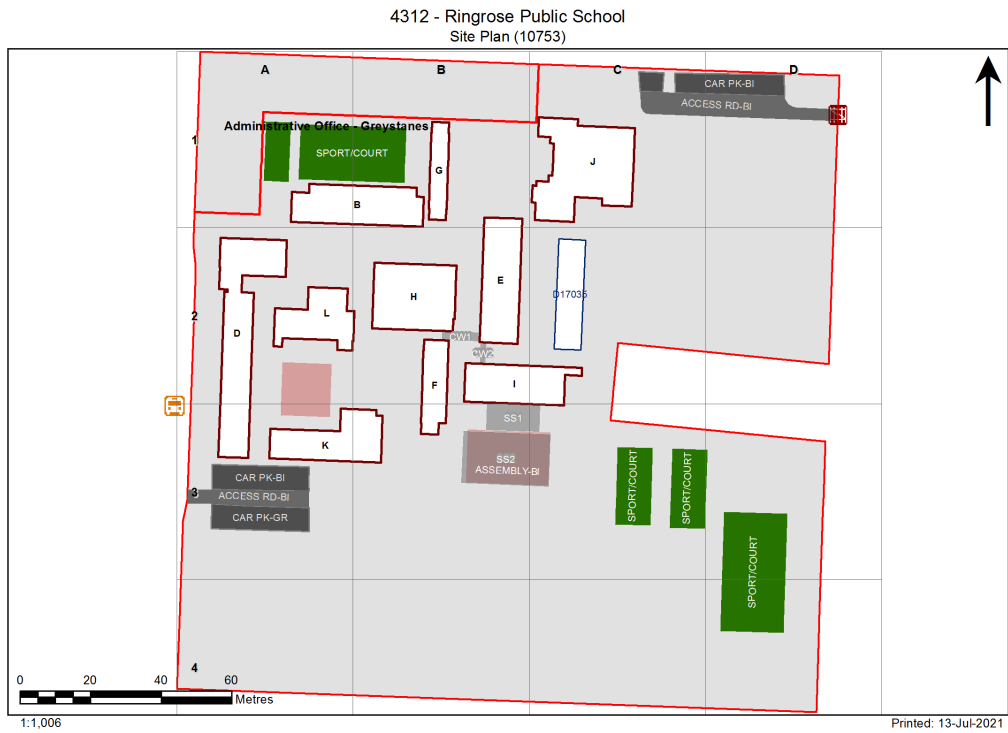 4312 - Ringrose Public School
Site Plan (10753)
A
B
C
D
CAR PK-BI
ACCESS RD-BI
Administrative Office - Greystanes
1
SPORT/COURT
G
J
B
E
H
D17035
L
2
D
CW1
CW2
F
I
SS1
K
SS2
ASSEMBLY-BI
CAR PK-BI
3
ACCESS RD-BI
CAR PK-GR
SPORT/COURT
SPORT/COURT
SPORT/COURT
4
0 20 40 60
Metres
1:1,006
Printed: 13-Jul-2021